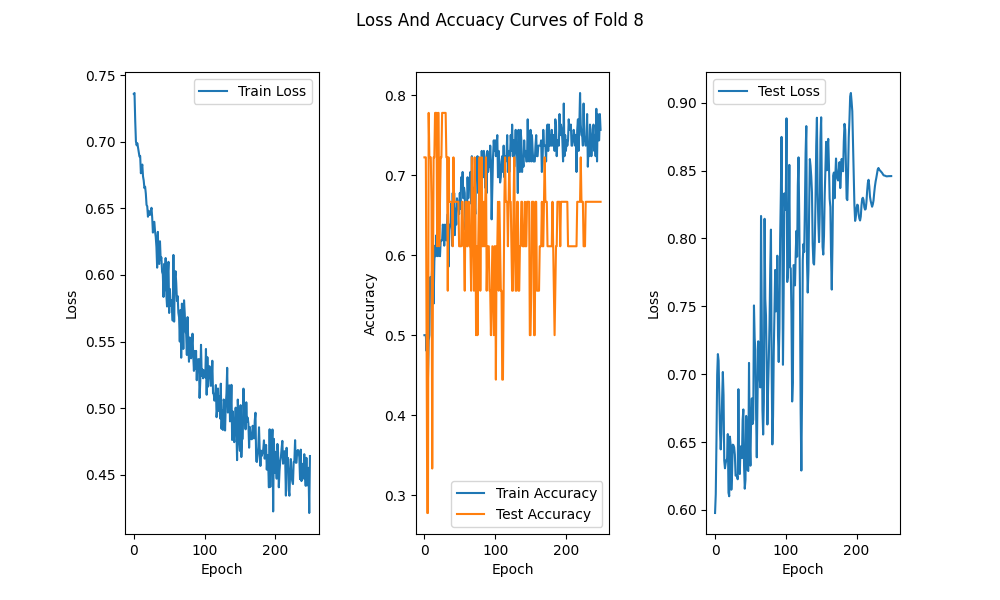 Loss And Accuacy Curves of Fold 8
0.75
0.70
0.65
0.60
0.55
0.50
0.45
Loss
0
100
200
Epoch
Train Loss
0.8
0.7
0.6
0.5
0.4
0.3
Accuracy
0
100
200
Epoch
Train Accuracy
Test Accuracy
0.90
0.85
0.80
0.75
0.70
0.65
0.60
Loss
0
100
200
Epoch
Test Loss